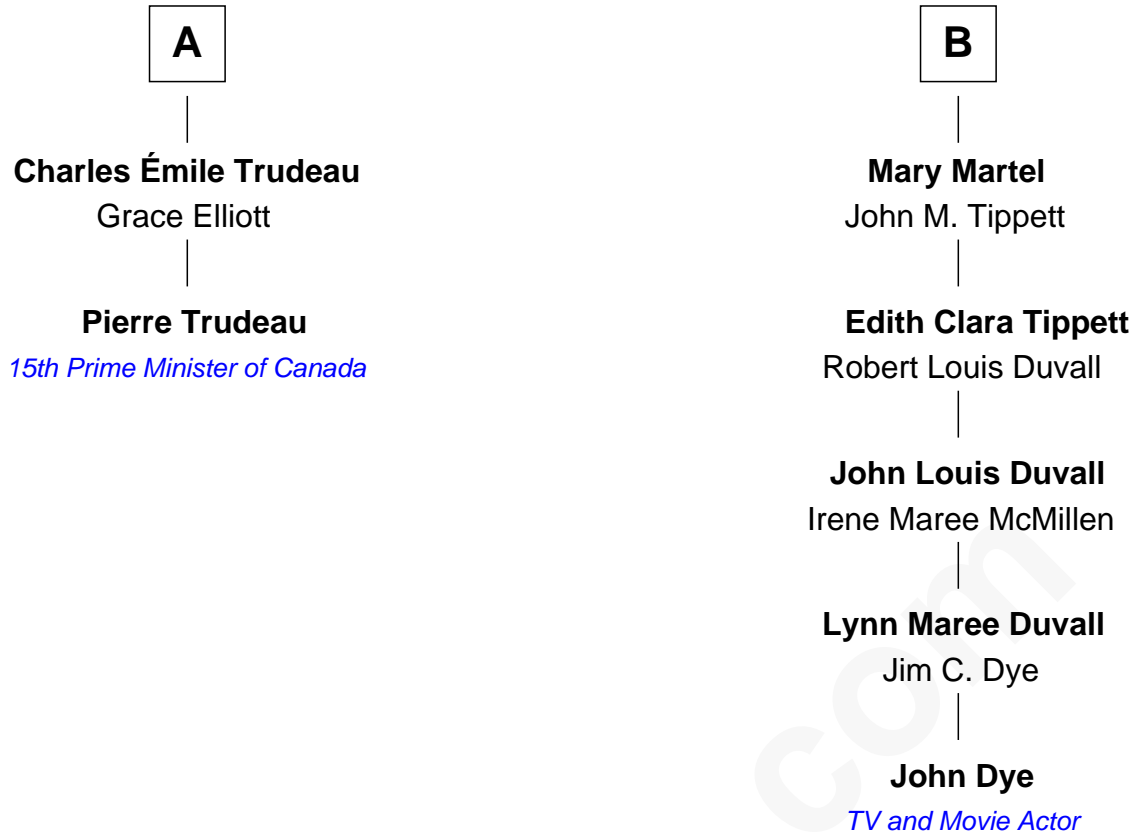 A
Charles Émile Trudeau
Grace Elliott
Pierre Trudeau
15th Prime Minister of Canada
B
Mary Martel
John M. Tippett
Edith Clara Tippett
Robert Louis Duvall
John Louis Duvall
Irene Maree McMillen
Lynn Maree Duvall
Jim C. Dye
John Dye
TV and Movie Actor
com